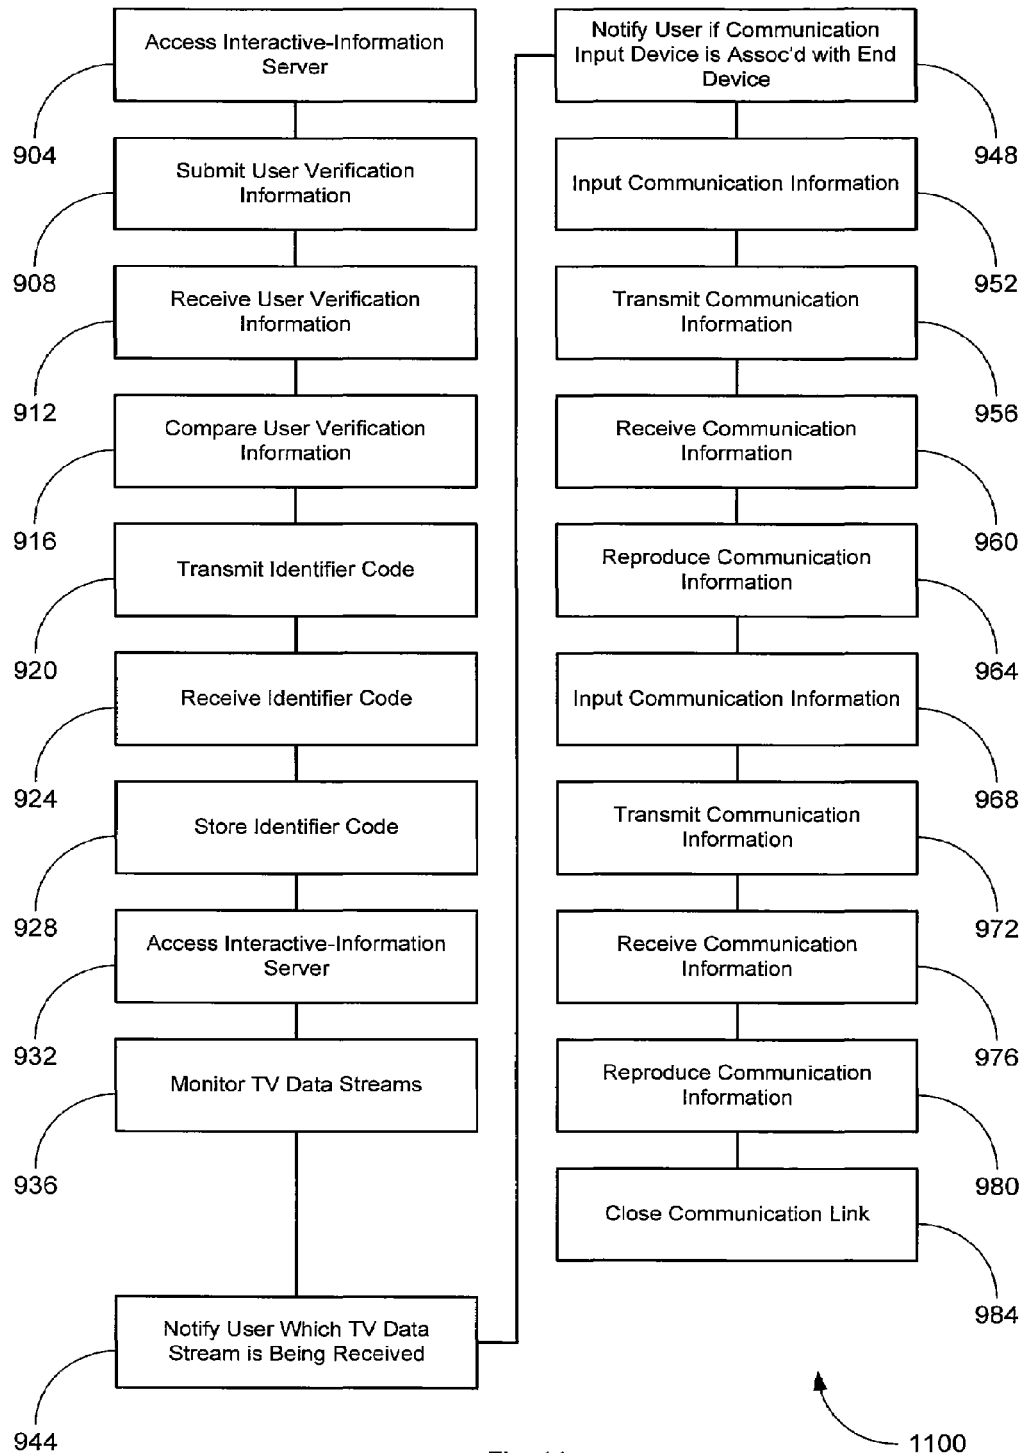 Access Interactive-Information
Server
904
Submit User Verification
Information
908
Receive User Verification
Information
912
Compare User Verification
Information
916
Transmit Identifier Code
920
Receive Identifier Code
924
Store Identifier Code
928
Access Interactive-Information
Server
932
Monitor TV Data Streams
936
Notify User Which TV Data
Stream is Being Received
944
Notify User if Communication
Input Device is Assoc'd with End
Device
948
Input Communication Information
952
Transmit Communication
Information
956
Receive Communication
Information
960
Reproduce Communication
Information
964
Input Communication Information
968
Transmit Communication
Information
972
Receive Communication
Information
976
Reproduce Communication
Information
980
Close Communication Link
984
1100